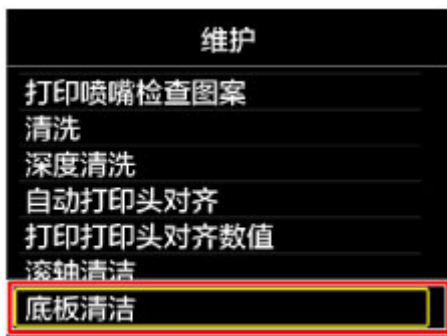 维护
打印喷嘴检查图案
清洗
深度清洗
自动打印头对齐
打印打印头对齐数值
滚轴清洁
底板清洁